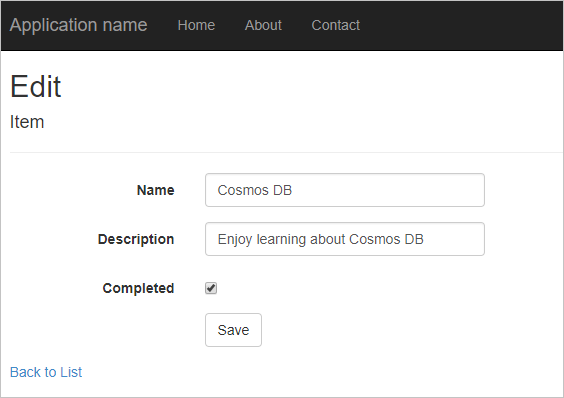 Application name Home About Contact
Edit
Item
Name Cosmos DB
Description Enjoy learning about Cosmos DB
Completed
Save
Back to List